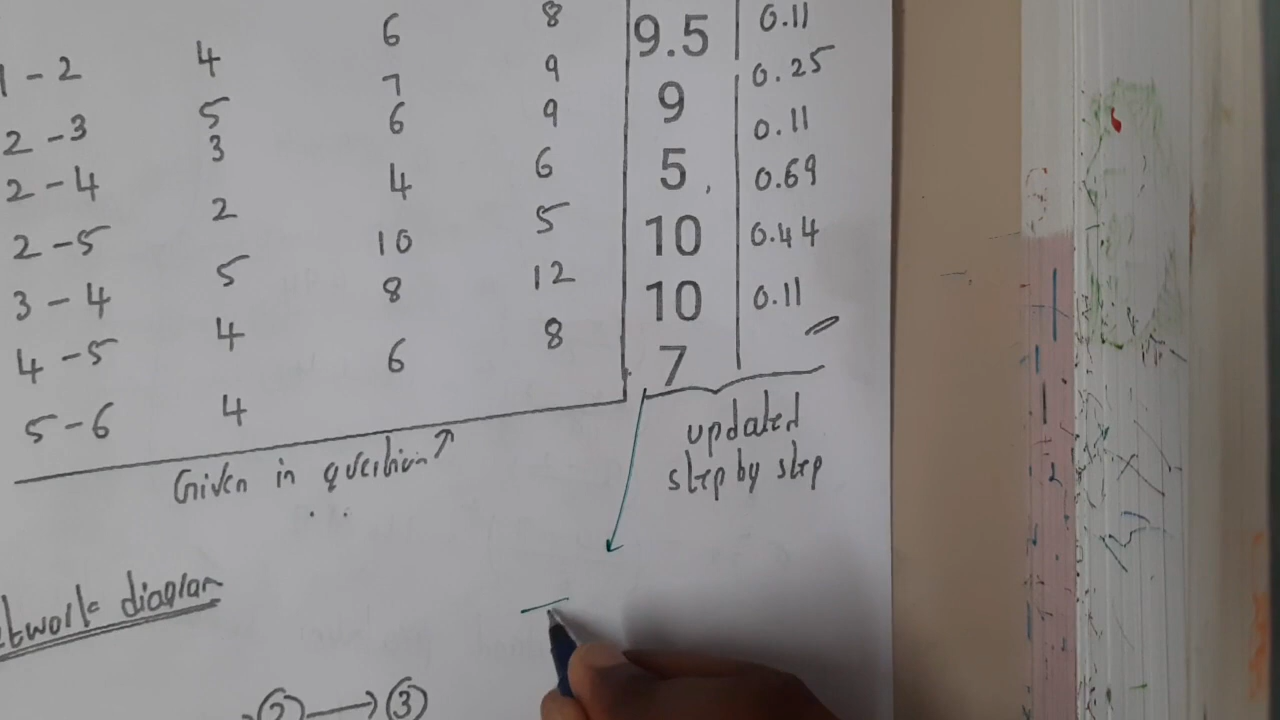 1 - 2 4 6 8
2 - 3 5 7 9 9.5 0.11
2 - 4 3 6 9 9 0.25
2 - 5 2 4 6 5 0.11
3 - 4 5 10 5 10 0.69
4 - 5 4 8 12 10 0.44
5 - 6 4 6 8 7 0.11
Given in question
updated
step by step
diagram
2 3